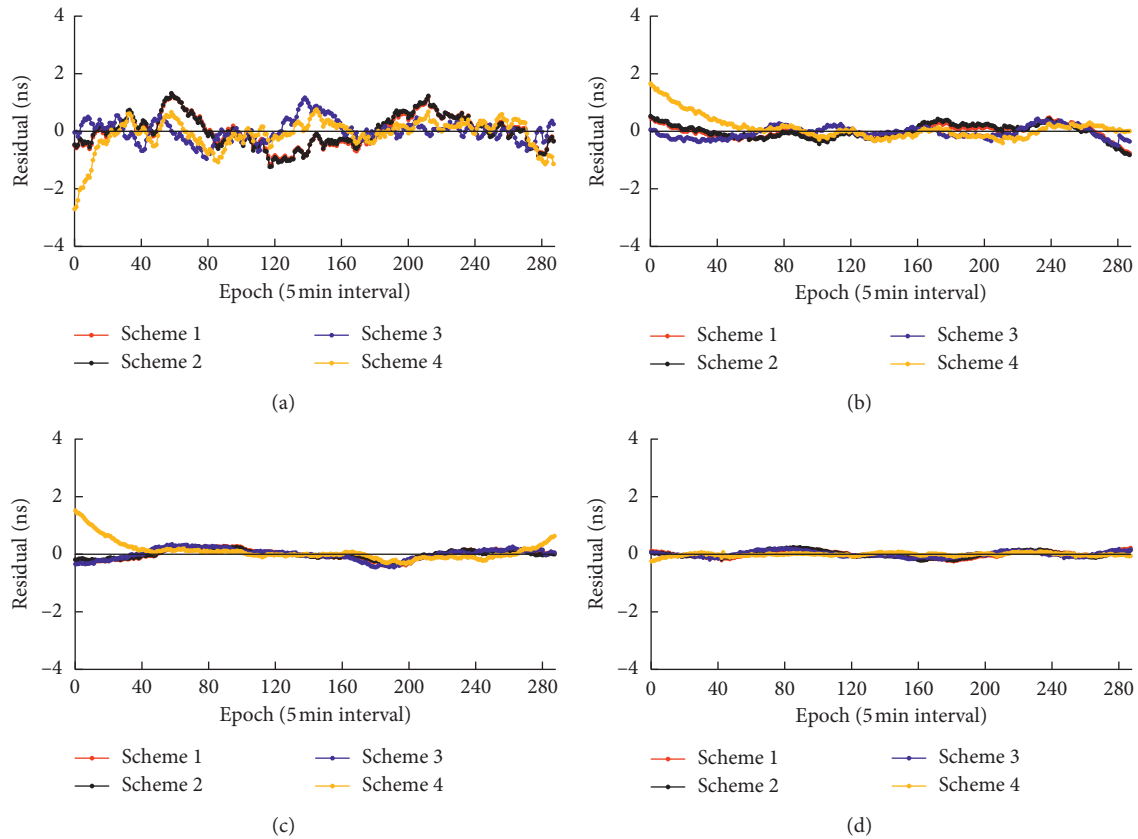 4
2
0
−2
−4
Residual (ns)
0 40 80 120 160 200 240 280
Epoch (5 min interval)
Scheme 1
Scheme 2
Scheme 3
Scheme 4
(a)
4
2
0
−2
−4
Residual (ns)
0 40 80 120 160 200 240 280
Epoch (5 min interval)
Scheme 1
Scheme 2
Scheme 3
Scheme 4
(b)
4
2
0
−2
−4
Residual (ns)
0 40 80 120 160 200 240 280
Epoch (5 min interval)
Scheme 1
Scheme 2
Scheme 3
Scheme 4
(c)
4
2
0
−2
−4
Residual (ns)
0 40 80 120 160 200 240 280
Epoch (5 min interval)
Scheme 1
Scheme 2
Scheme 3
Scheme 4
(d)